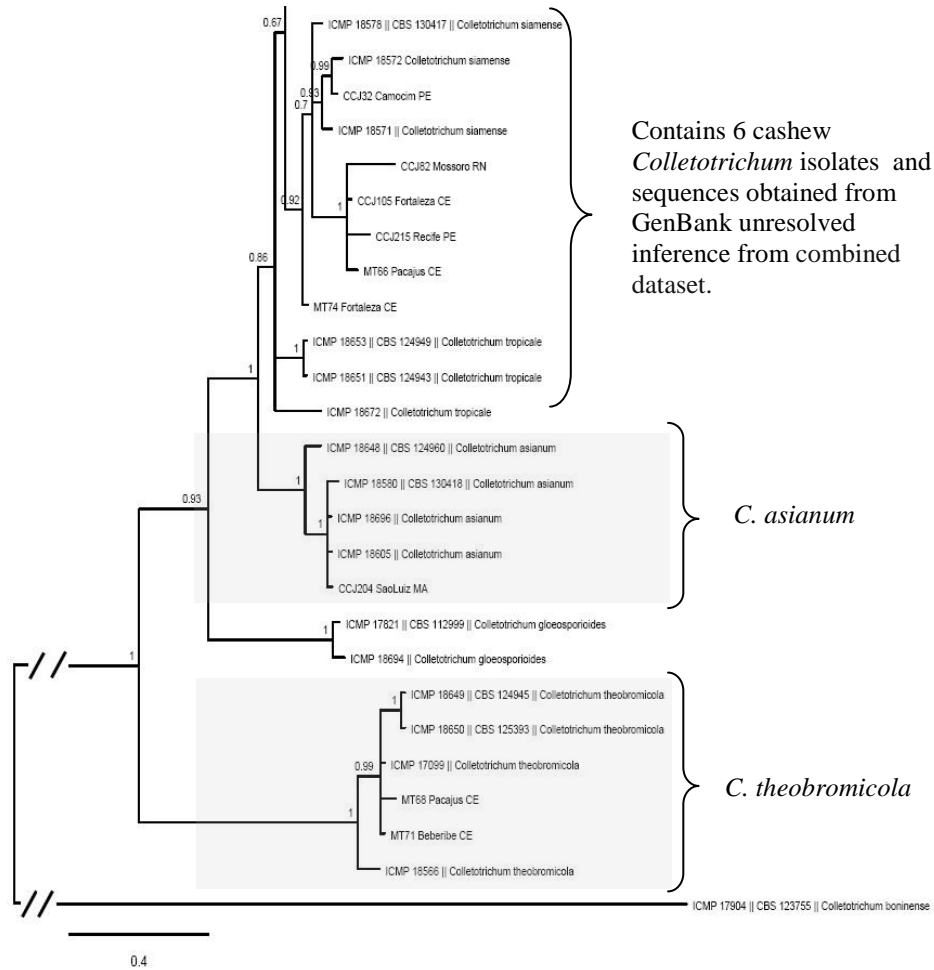 0.67
ICMP 18578 || CBS 130417 || Colletotrichum siamense
0.99
ICMP 18572 Colletotrichum siamense
0.93
CCJ32 Camocim PE
0.7
ICMP 18571 || Colletotrichum siamense
CCJ82 Mossoro RN
0.92
CCJ105 Fortaleza CE
1
CCJ215 Recife PE
MT66 Pacajus CE
0.86
MT74 Fortaleza CE
ICMP 18653 || CBS 124949 || Colletotrichum tropicale
1
1
ICMP 18651 || CBS 124943 || Colletotrichum tropicale
ICMP 18672 || Colletotrichum tropicale
Contains 6 cashew
Colletotrichum isolates and
sequences obtained from
GenBank unresolved
inference from combined
dataset.
ICMP 18648 || CBS 124960 || Colletotrichum asianum
1
ICMP 18580 || CBS 130418 || Colletotrichum asianum
0.93
ICMP 18696 || Colletotrichum asianum
1
ICMP 18605 || Colletotrichum asianum
CCJ204 SaoLuiz MA
C. asianum
ICMP 17821 || CBS 112999 || Colletotrichum gloeosporioides
1
ICMP 18694 || Colletotrichum gloeosporioides
1
ICMP 18649 || CBS 124945 || Colletotrichum theobromicola
1
ICMP 18650 || CBS 125393 || Colletotrichum theobromicola
0.99
ICMP 17099 || Colletotrichum theobromicola
MT68 Pacajus CE
1
MT71 Beberibe CE
ICMP 18566 || Colletotrichum theobromicola
C. theobromicola
ICMP 17904 || CBS 123755 || Colletotrichum boninense
0.4